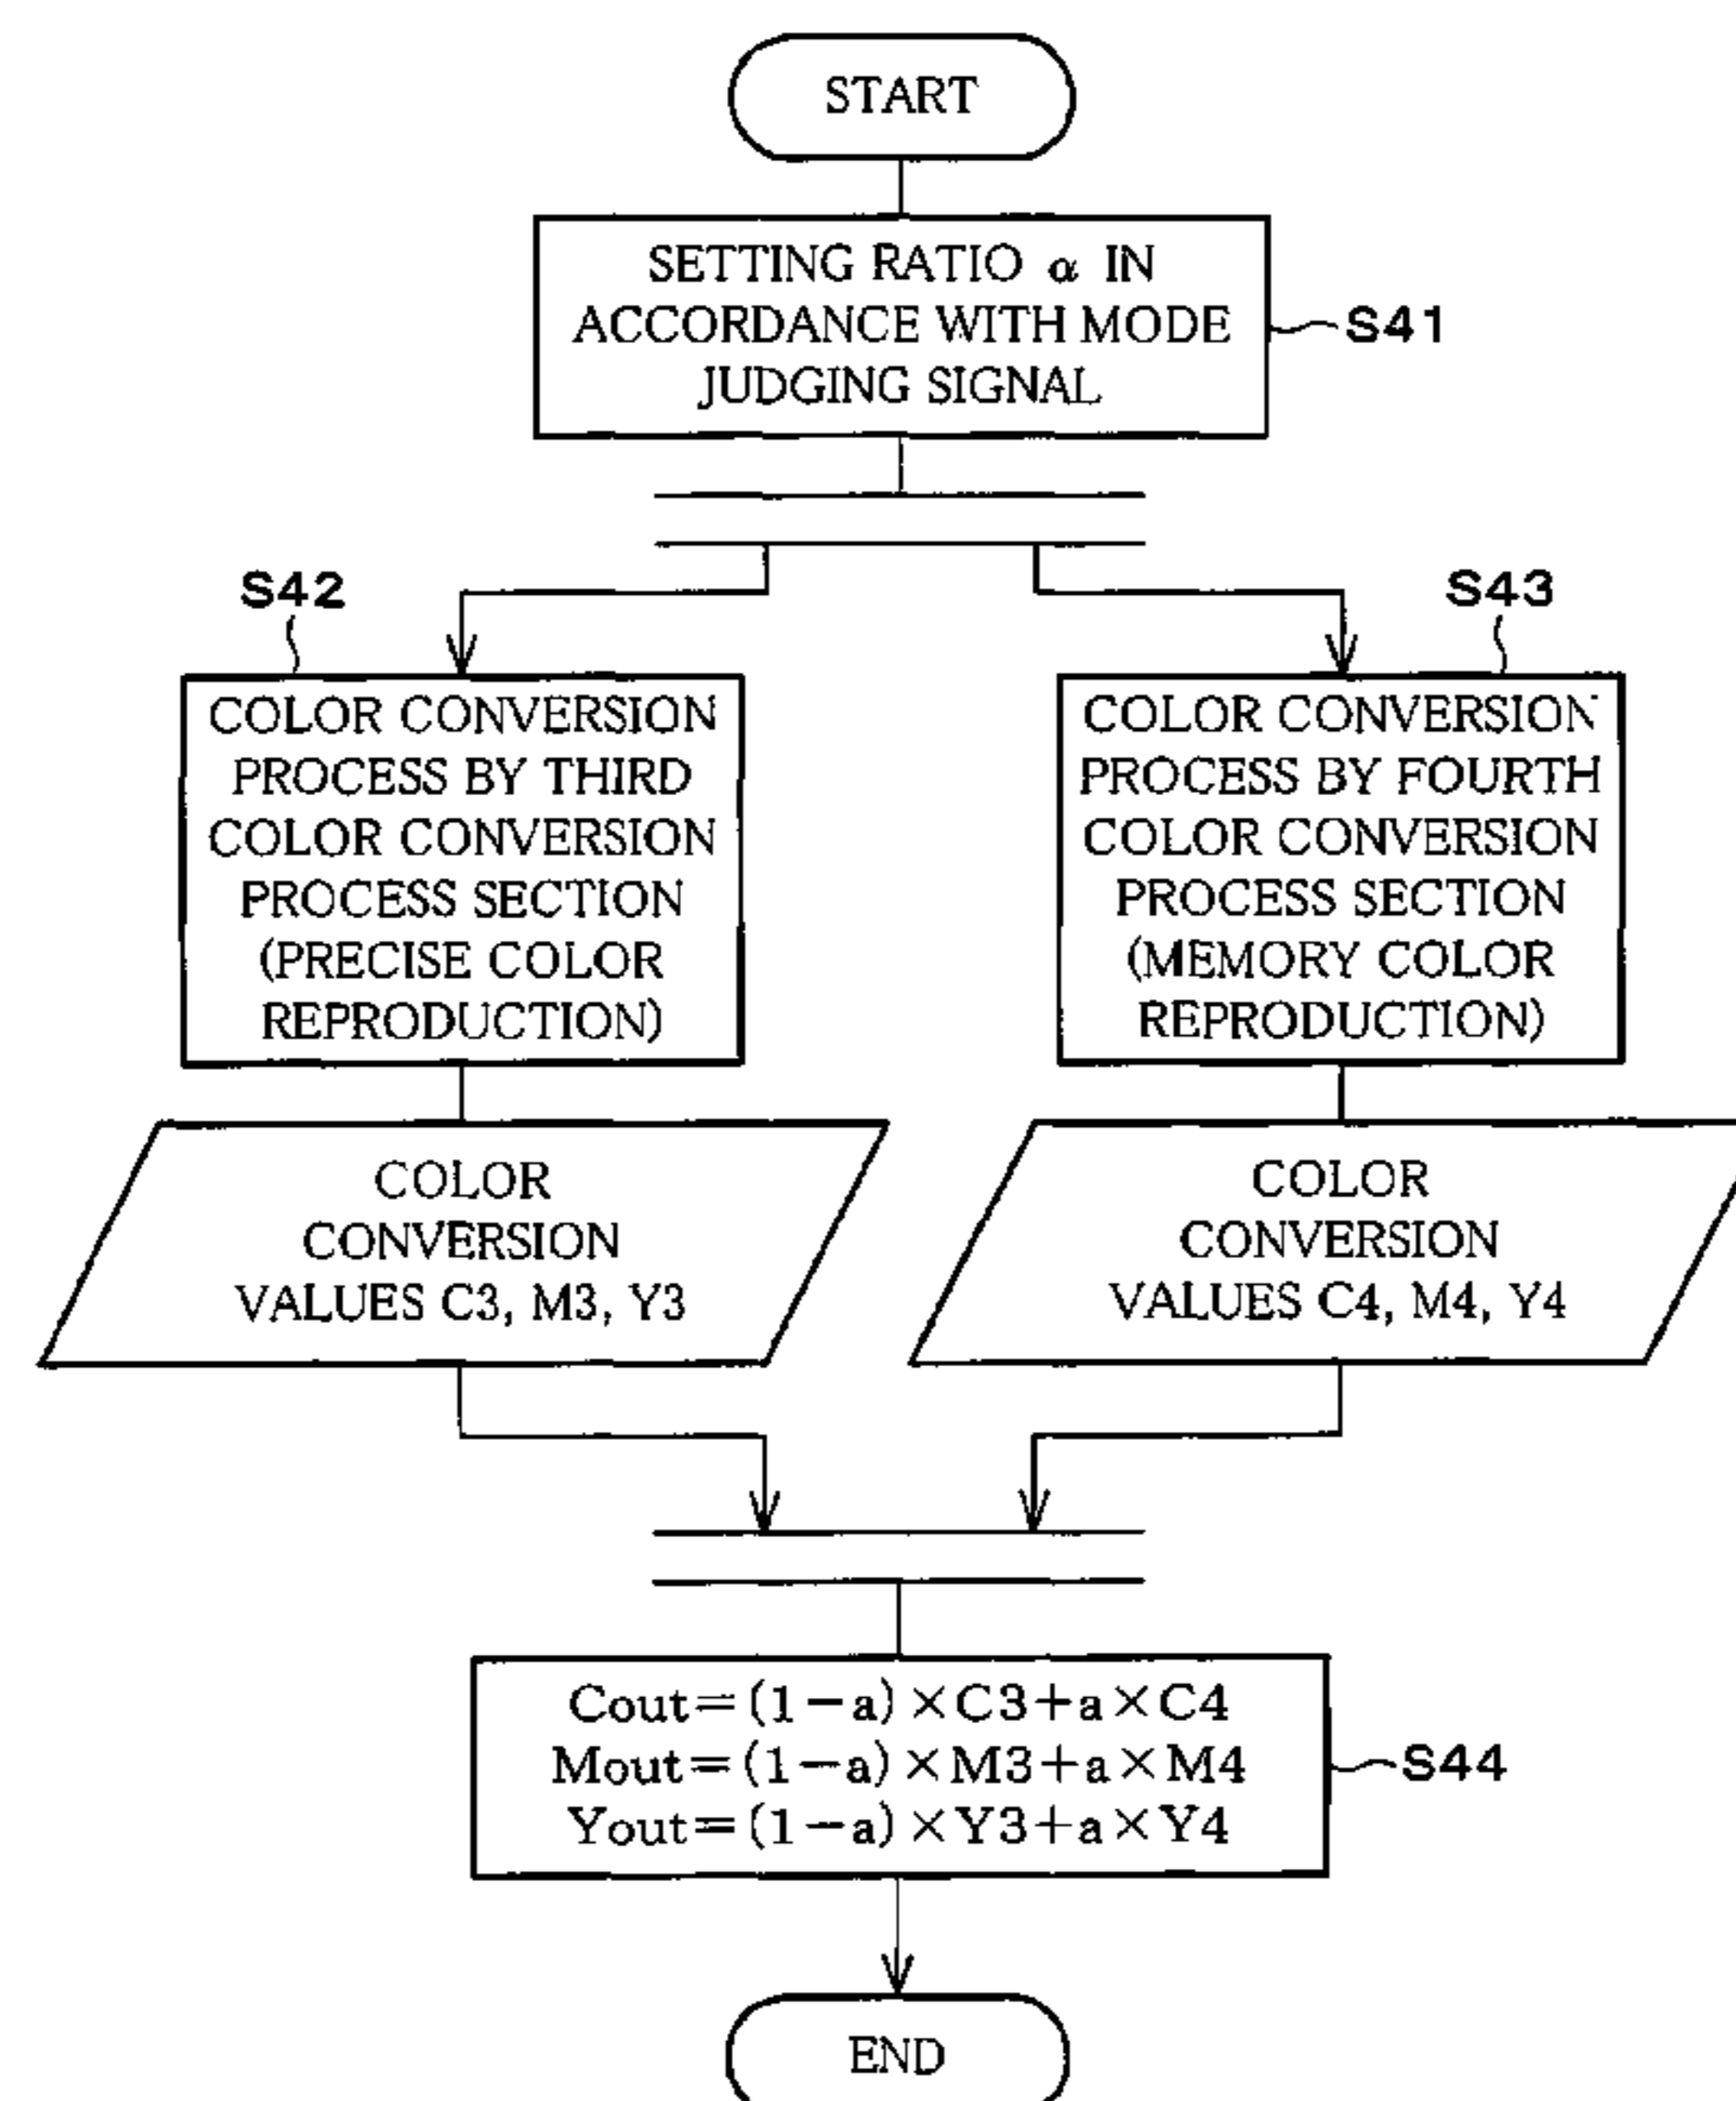 START
SETTING RATIO α IN
ACCORDANCE WITH MODE
JUDGING SIGNAL
S41
S42
COLOR CONVERSION
PROCESS BY THIRD
COLOR CONVERSION
PROCESS SECTION
(PRECISE COLOR
REPRODUCTION)
S43
COLOR CONVERSION
PROCESS BY FOURTH
COLOR CONVERSION
PROCESS SECTION
(MEMORY COLOR
REPRODUCTION)
COLOR
CONVERSION
VALUES C3, M3, Y3
COLOR
CONVERSION
VALUES C4, M4, Y4
Cout=(1-a)×C3+a×C4
Mout=(1-a)×M3+a×M4
Yout=(1-a)×Y3+a×Y4
S44
END